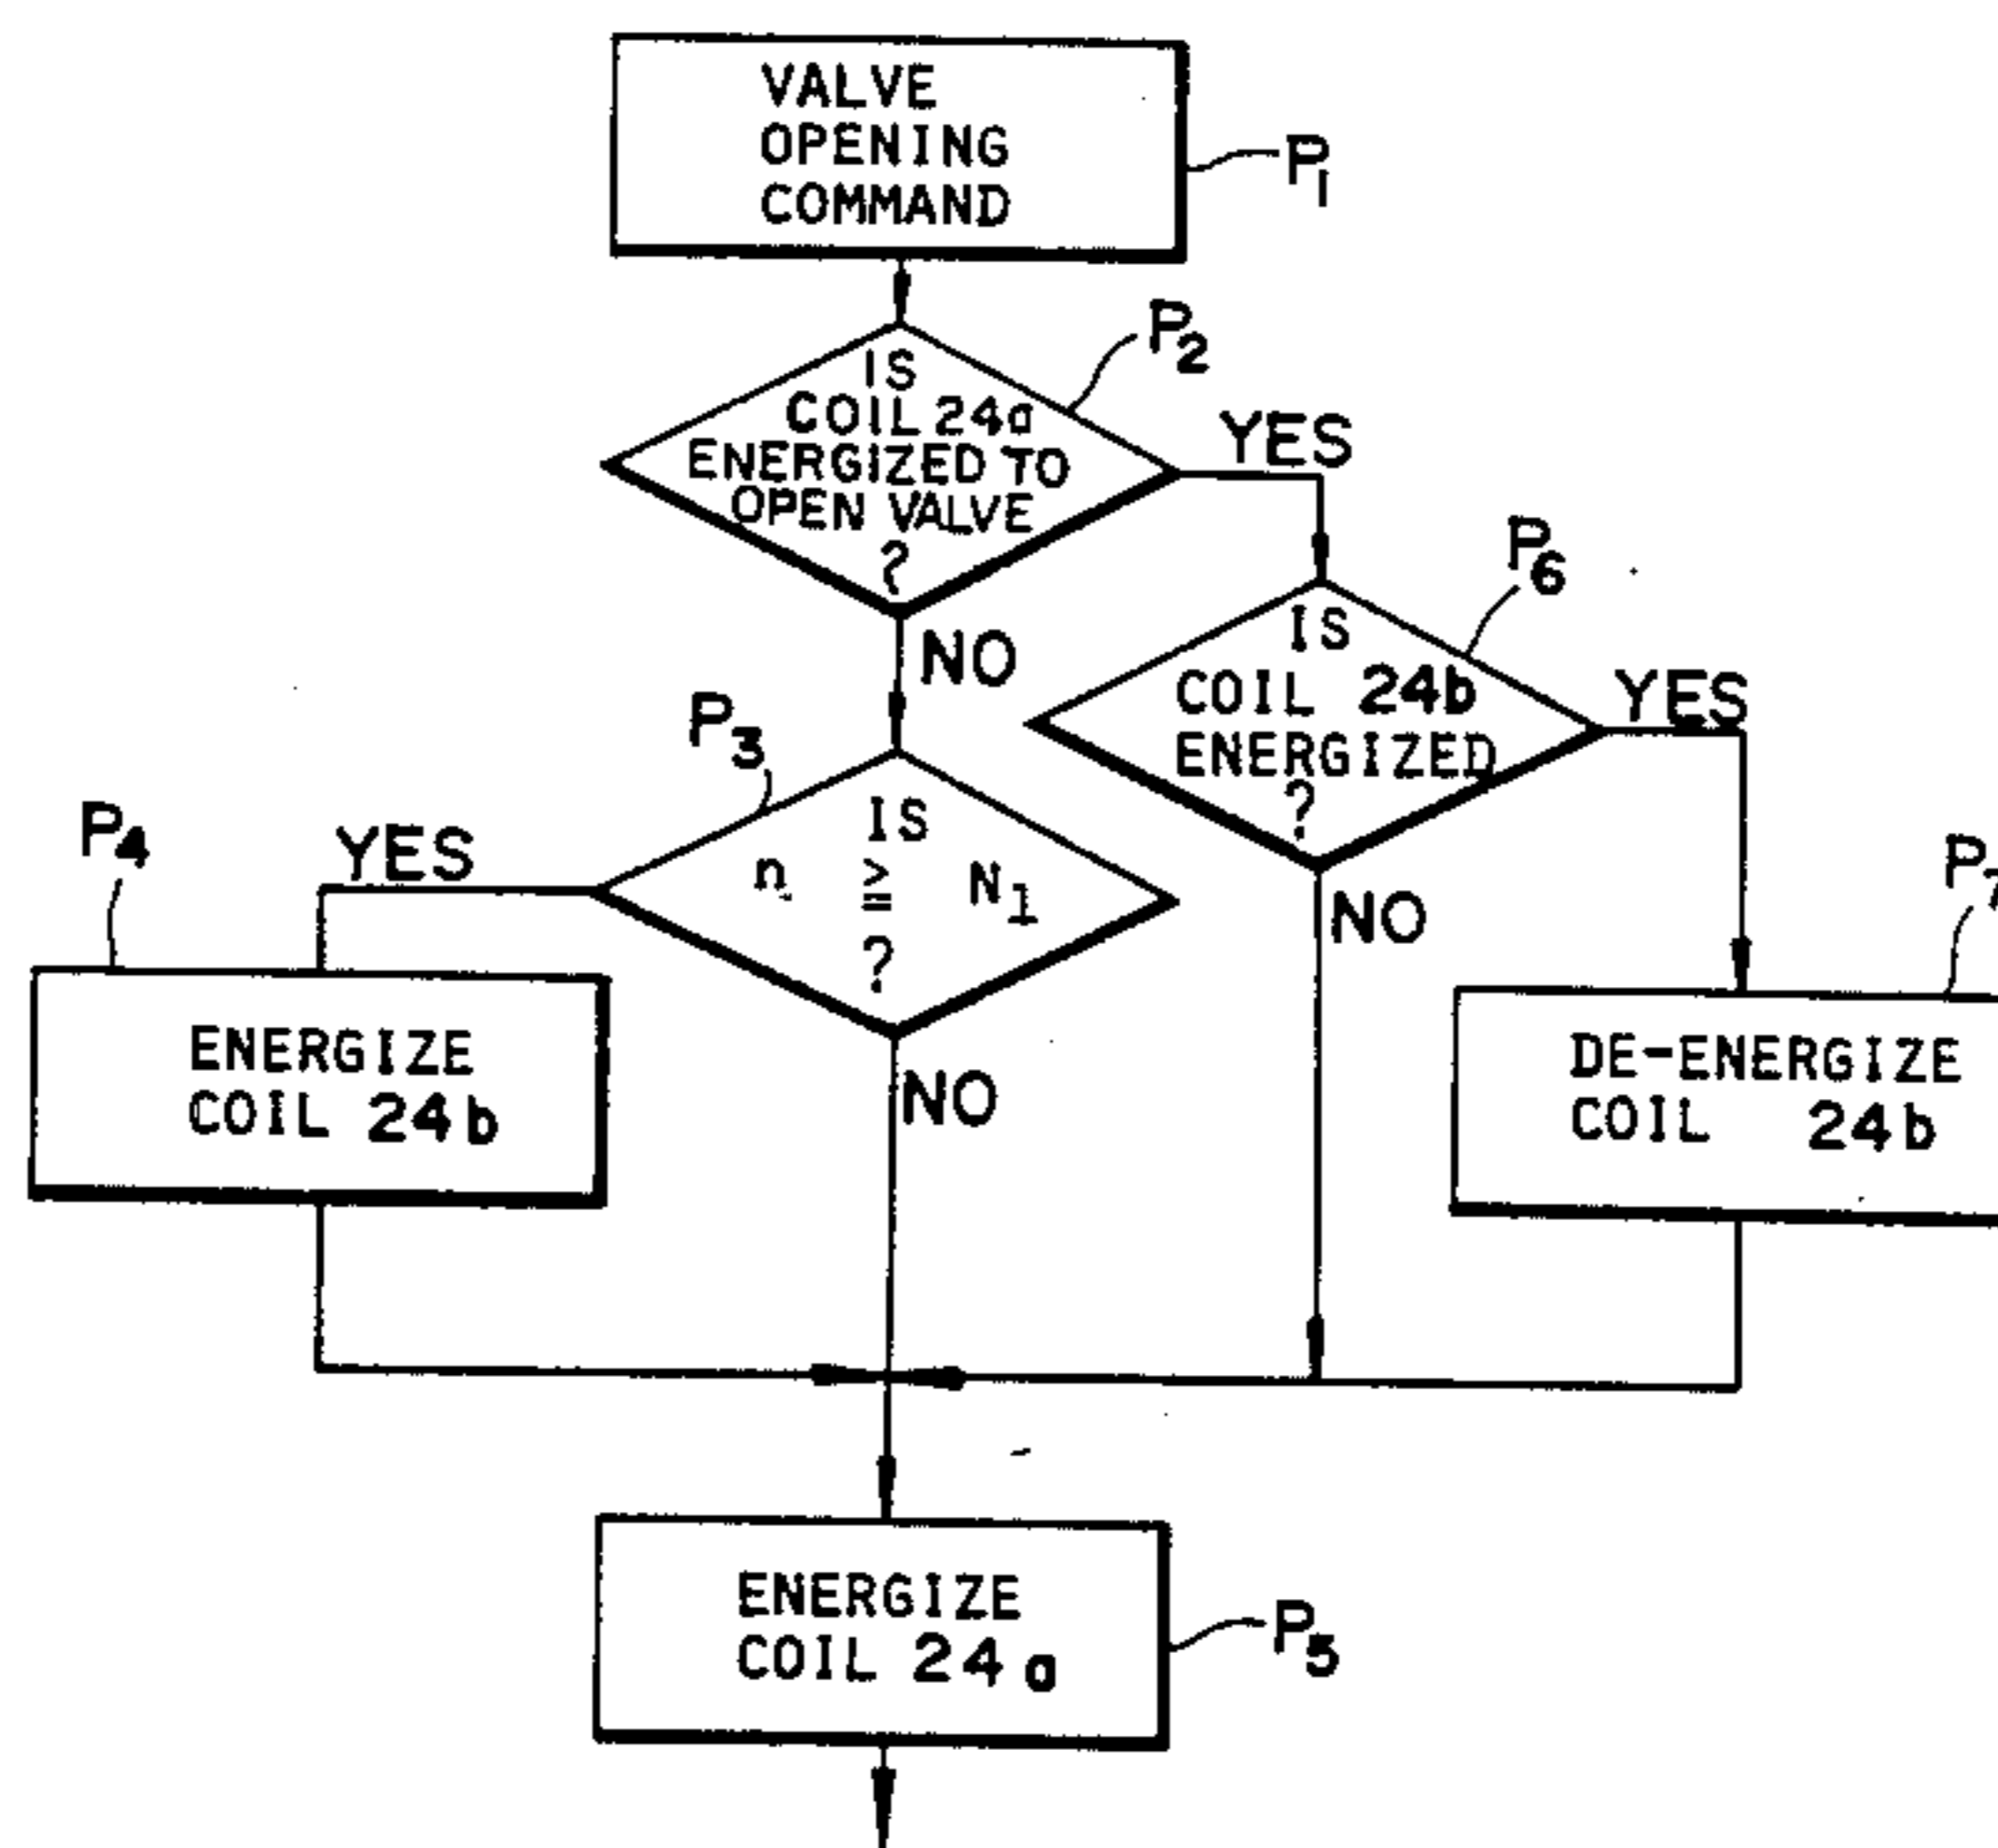 VALVE
OPENING
COMMAND
P1
IS
COIL 24a
ENERGIZED TO
OPEN VALVE
?
P2
YES
NO
P6
IS
COIL 24b
ENERGIZED
?
YES
NO
P3
IS
n ≧ N1
?
YES
NO
P4
ENERGIZE
COIL 24b
P7
DE-ENERGIZE
COIL 24b
ENERGIZE
COIL 24a
P5